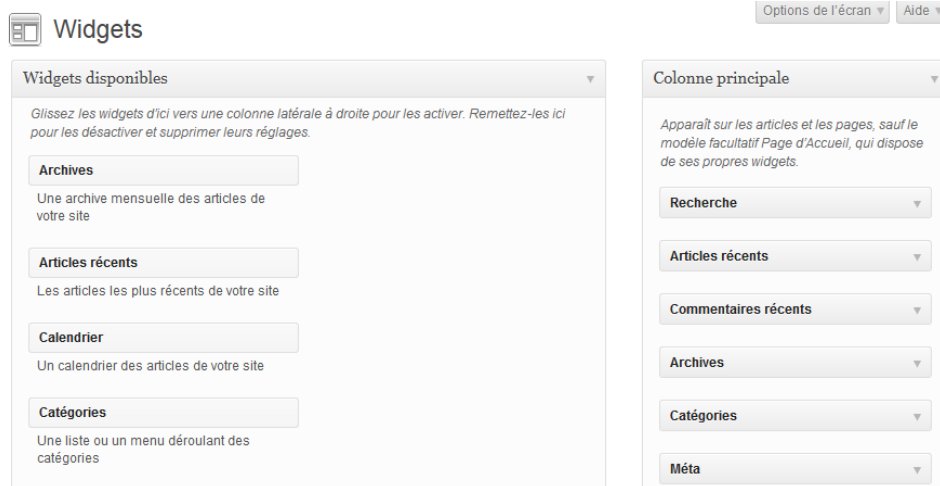 Options de l'écran
Aide
Widgets
Widgets disponibles
Glissez les widgets d'ici vers une colonne latérale à droite pour les activer. Remettez-les ici
pour les désactiver et supprimer leurs réglages.
Archives
Une archive mensuelle des articles de
votre site
Articles récents
Les articles les plus récents de votre site
Calendrier
Un calendrier des articles de votre site
Catégories
Une liste ou un menu déroulant des
catégories
Colonne principale
Apparaît sur les articles et les pages, sauf le
modèle facultatif Page d'Accueil, qui dispose
de ses propres widgets.
Recherche
Articles récents
Commentaires récents
Archives
Catégories
Méta